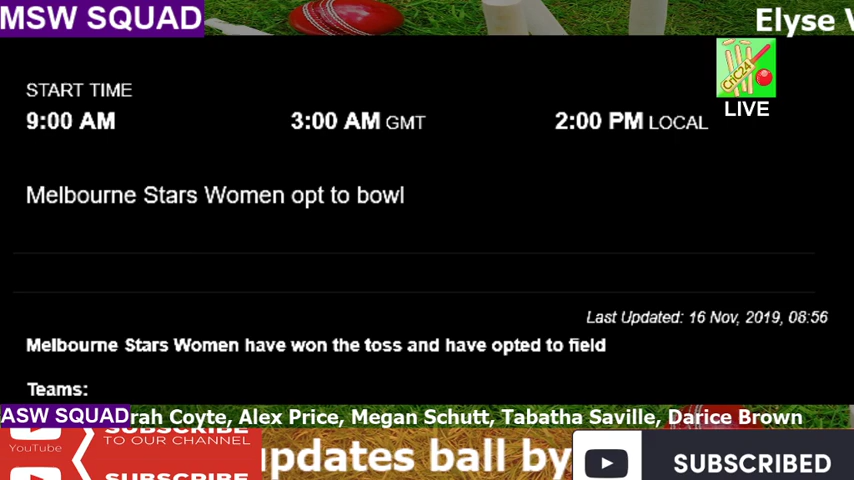 MSW SQUAD
Elyse V
START TIME
9:00 AM 3:00 AM GMT 2:00 PM LOCAL
CriC24
LIVE
Melbourne Stars Women opt to bowl
Last Updated: 16 Nov, 2019, 08:56
Melbourne Stars Women have won the toss and have opted to field
Teams:
ASW SQUAD rah Coyte, Alex Price, Megan Schutt, Tabatha Saville, Darice Brown
YouTube
SUBSCRIBE
TO OUR CHANNEL
SUBSCRIBE
updates ball by
SUBSCRIBED